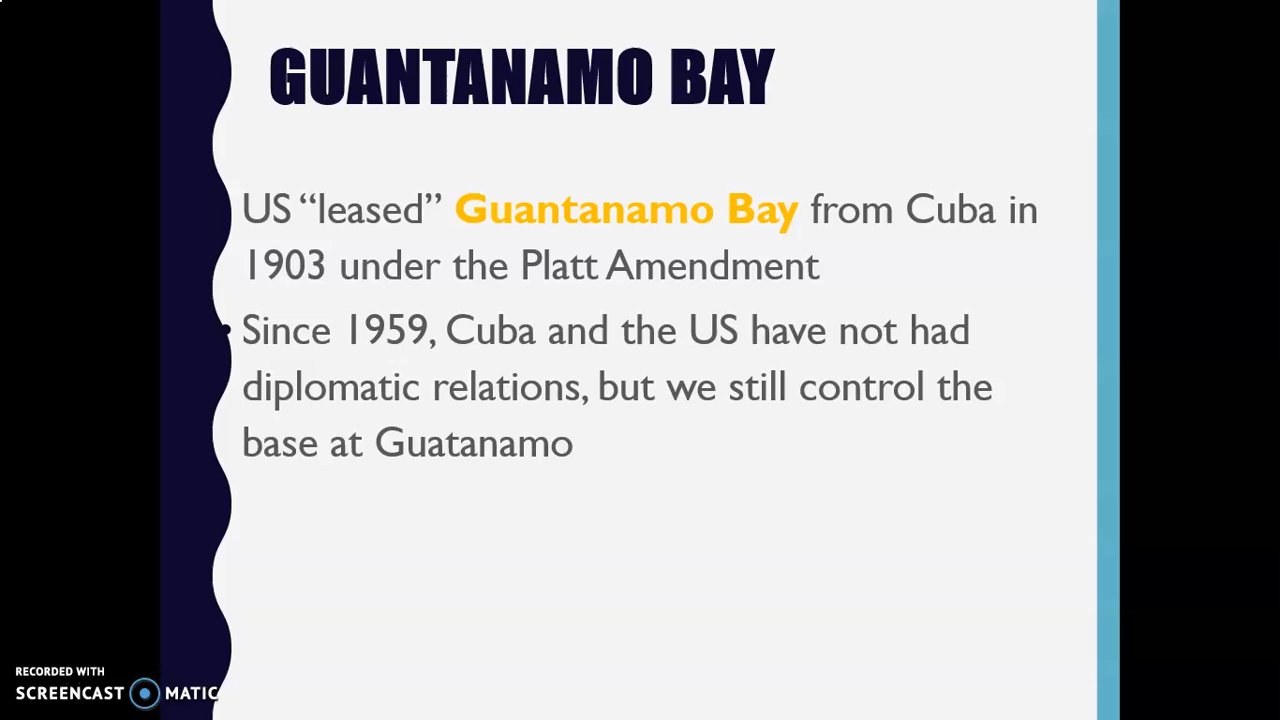 GUANTANAMO BAY
US “leased” Guantanamo Bay from Cuba in
1903 under the Platt Amendment
• Since 1959, Cuba and the US have not had
diplomatic relations, but we still control the
base at Guatanamo
RECORDED WITH
SCREENCAST MATIC